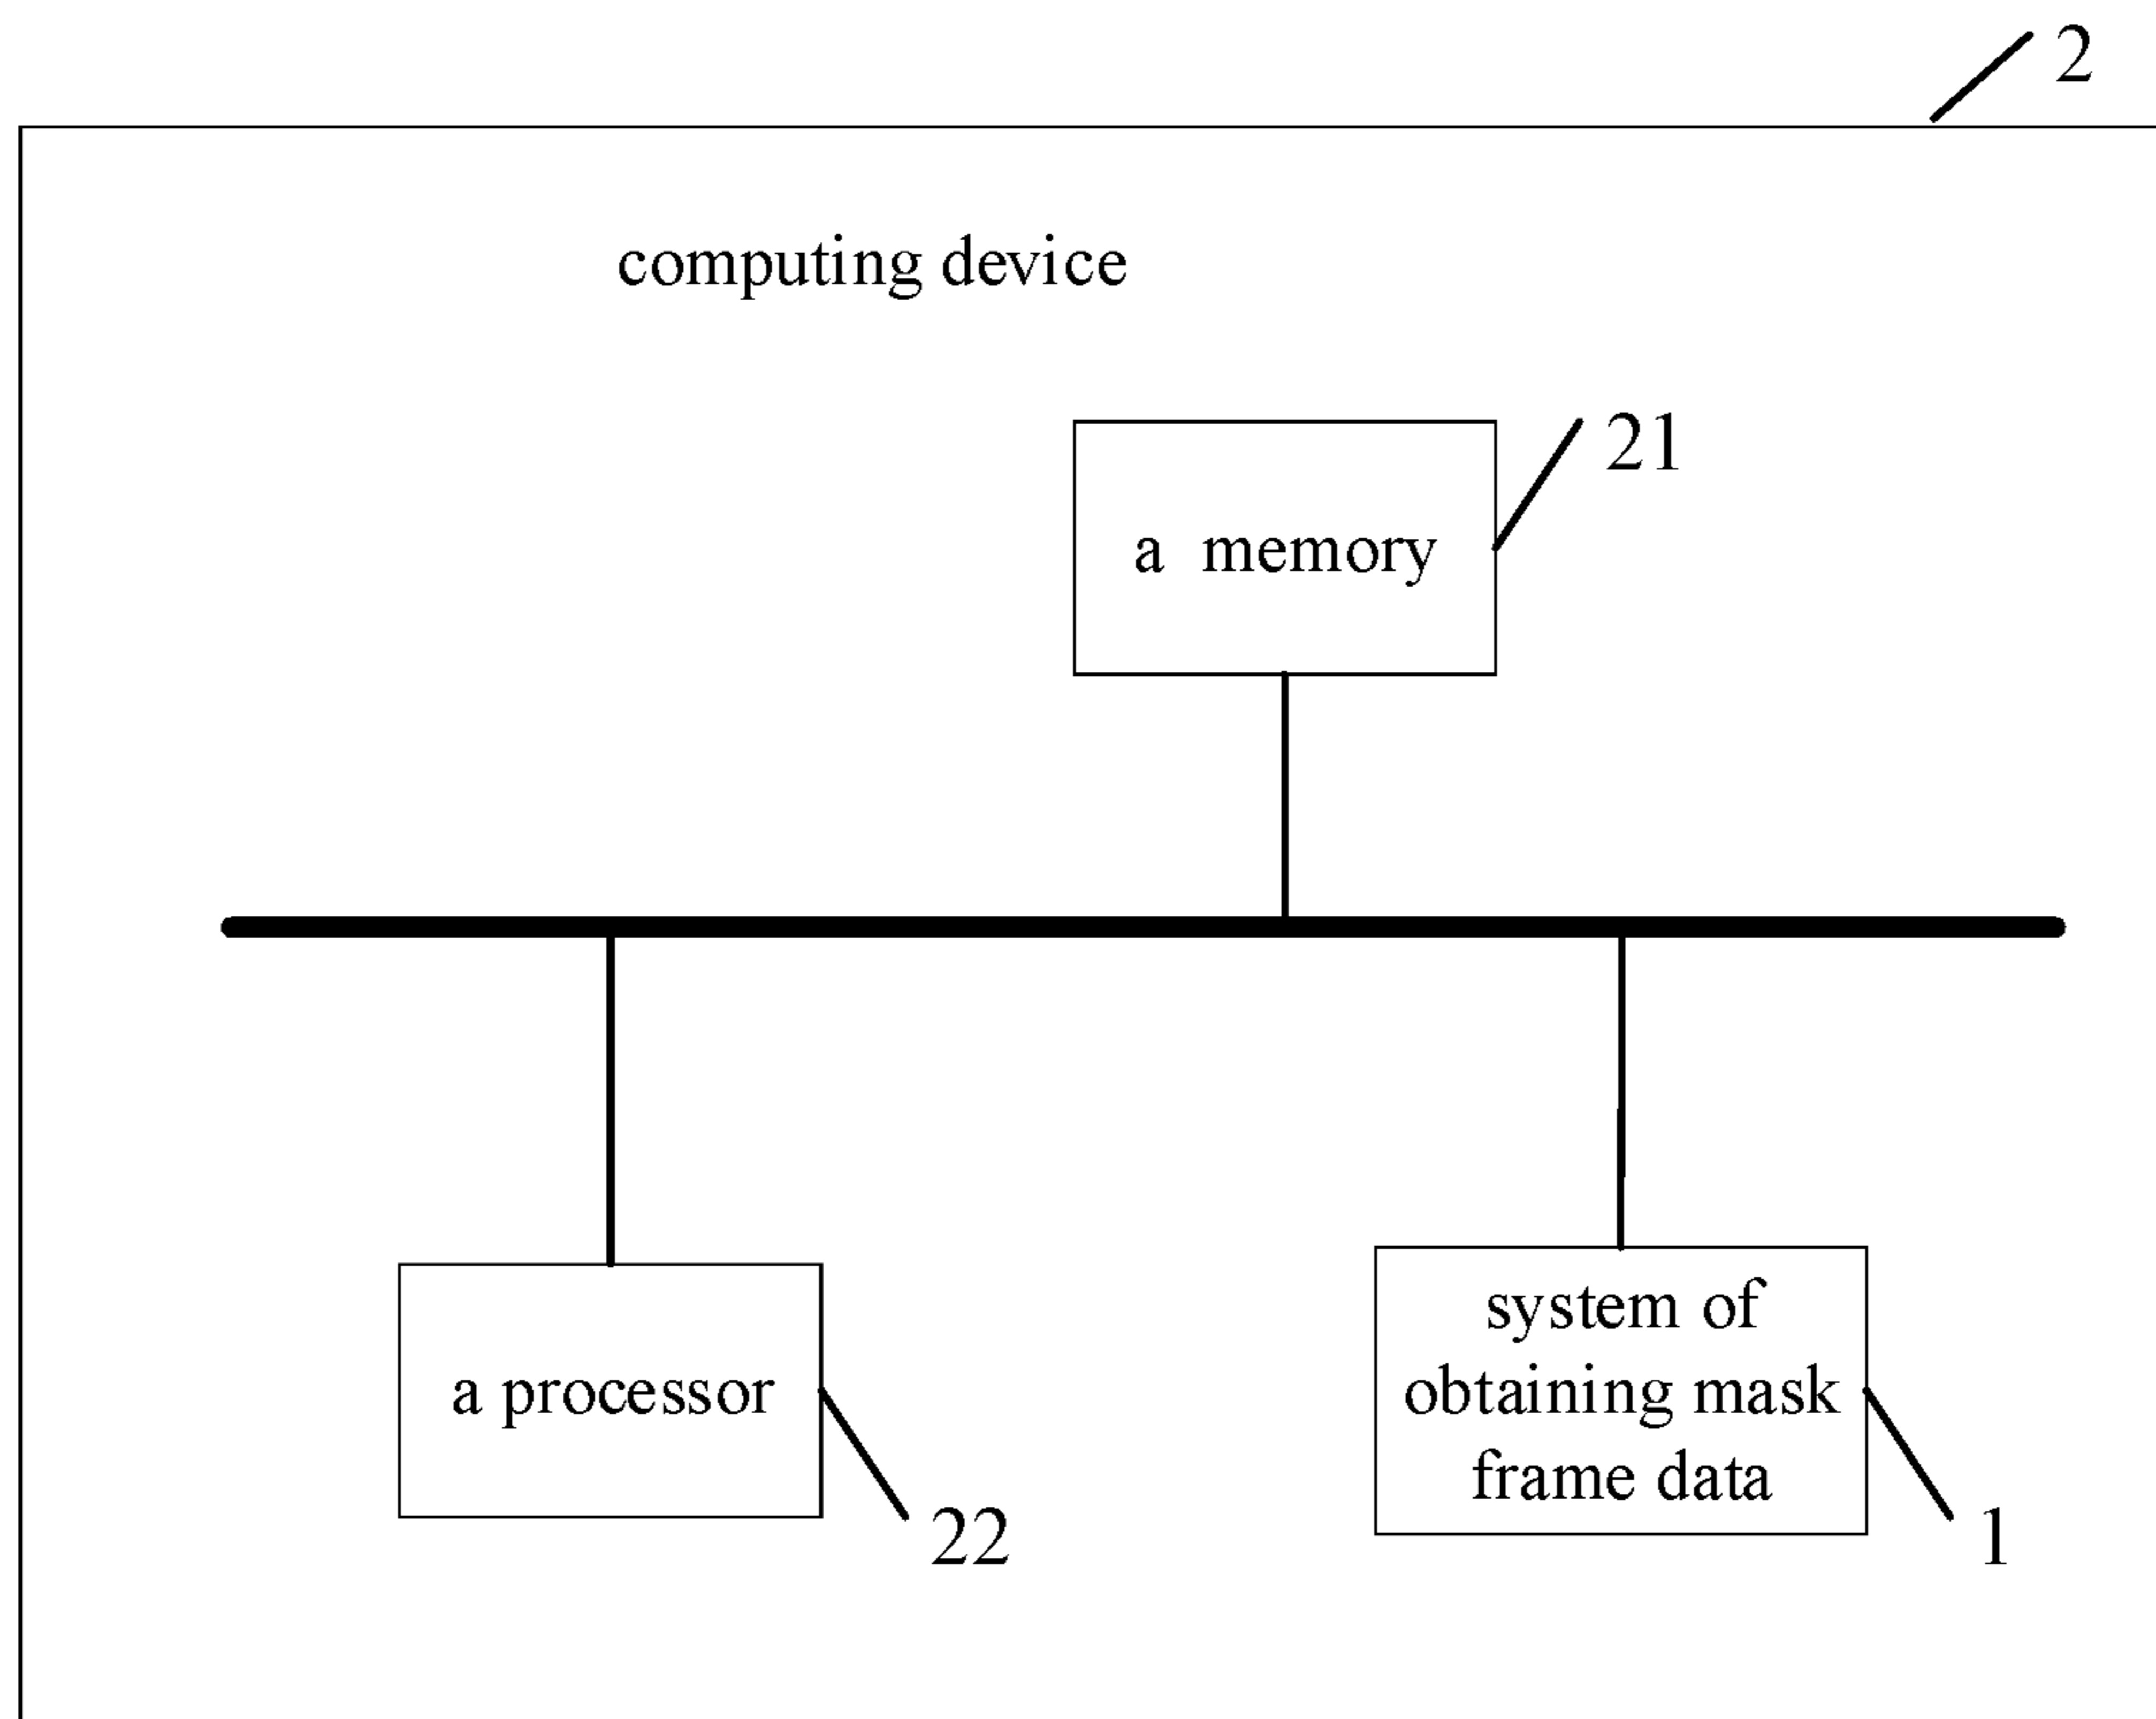 2
computing device
21
a memory
a processor
system of
obtaining mask
frame data
22
1